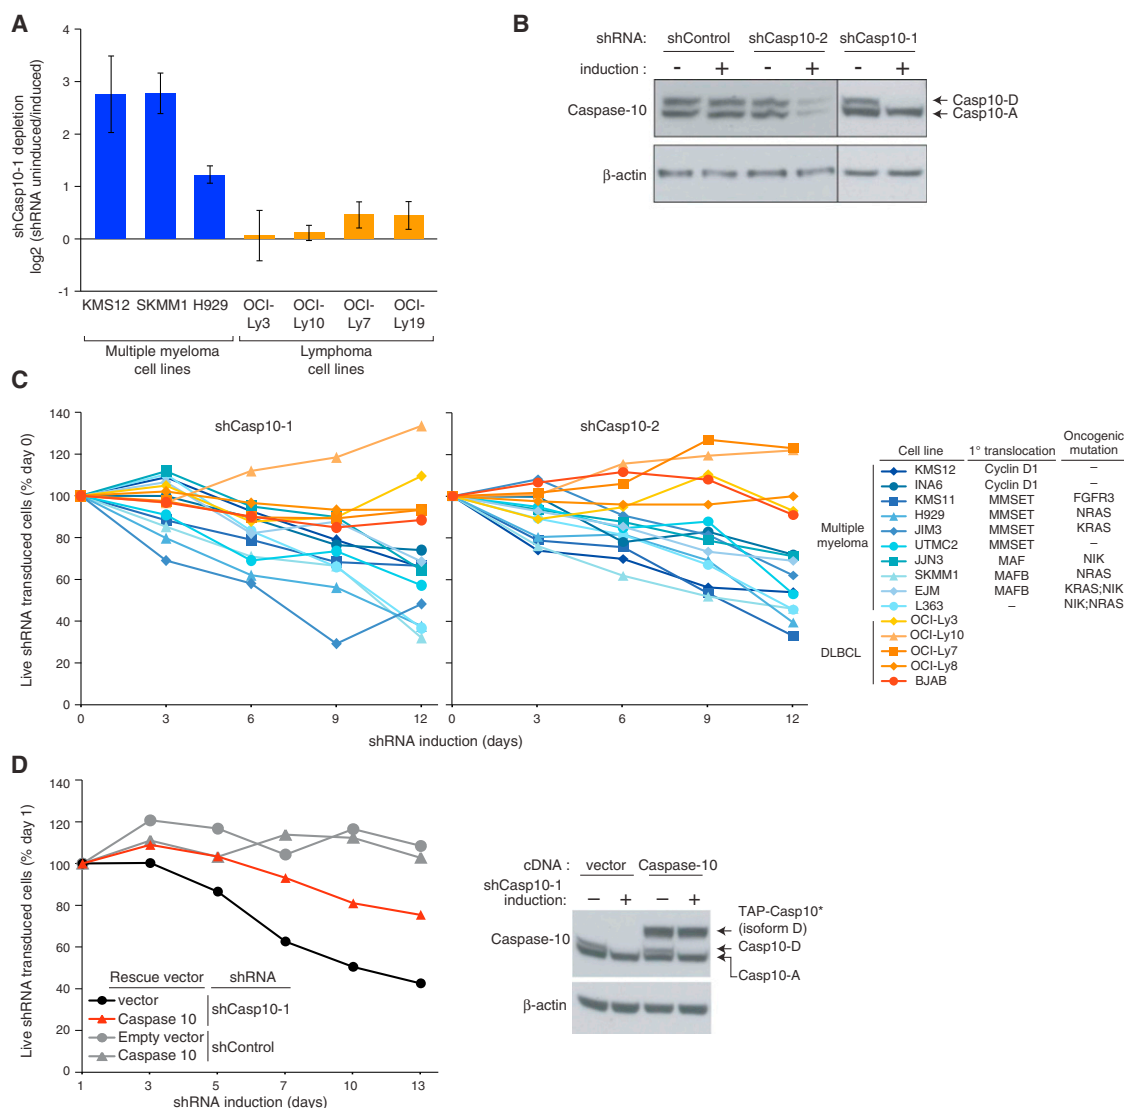 A
shCasp10-1 depletion
log2 (shRNA uninduced/induced)
4
3
2
1
0
-1
KMS12 SKMM1 H929 OCI-Ly3 OCI-Ly10 OCI-Ly7 OCI-Ly19
Multiple myeloma
cell lines
Lymphoma
cell lines
B
shRNA: shControl shCasp10-2 shCasp10-1
induction : - + - + - +
Caspase-10
Casp10-D
Casp10-A
β-actin
C
Live shRNA transduced cells (% day 0)
140
120
100
80
60
40
20
0
shCasp10-1
shCasp10-2
0 3 6 9 12
0 3 6 9 12
shRNA induction (days)
Cell line 1° translocation Oncogenic mutation
Multiple
myeloma
KMS12 Cyclin D1 –
INA6 Cyclin D1 –
KMS11 MMSET FGFR3
H929 MMSET NRAS
JIM3 MMSET KRAS
UTMC2 MMSET –
JJN3 MAF NIK
SKMM1 MAFB NRAS
EJM MAFB KRAS;NIK
L363 – NIK;NRAS
DLBCL
OCI-Ly3
OCI-Ly10
OCI-Ly7
OCI-Ly8
BJAB
D
Live shRNA transduced cells (% day 1)
140
120
100
80
60
40
20
0
1 3 5 7 10 13
shRNA induction (days)
Rescue vector shRNA
vector
Caspase 10
shCasp10-1
Empty vector
Caspase 10
shControl
cDNA : vector Caspase-10
shCasp10-1
induction: – + – +
Caspase-10
TAP-Casp10*
(isoform D)
Casp10-D
Casp10-A
β-actin